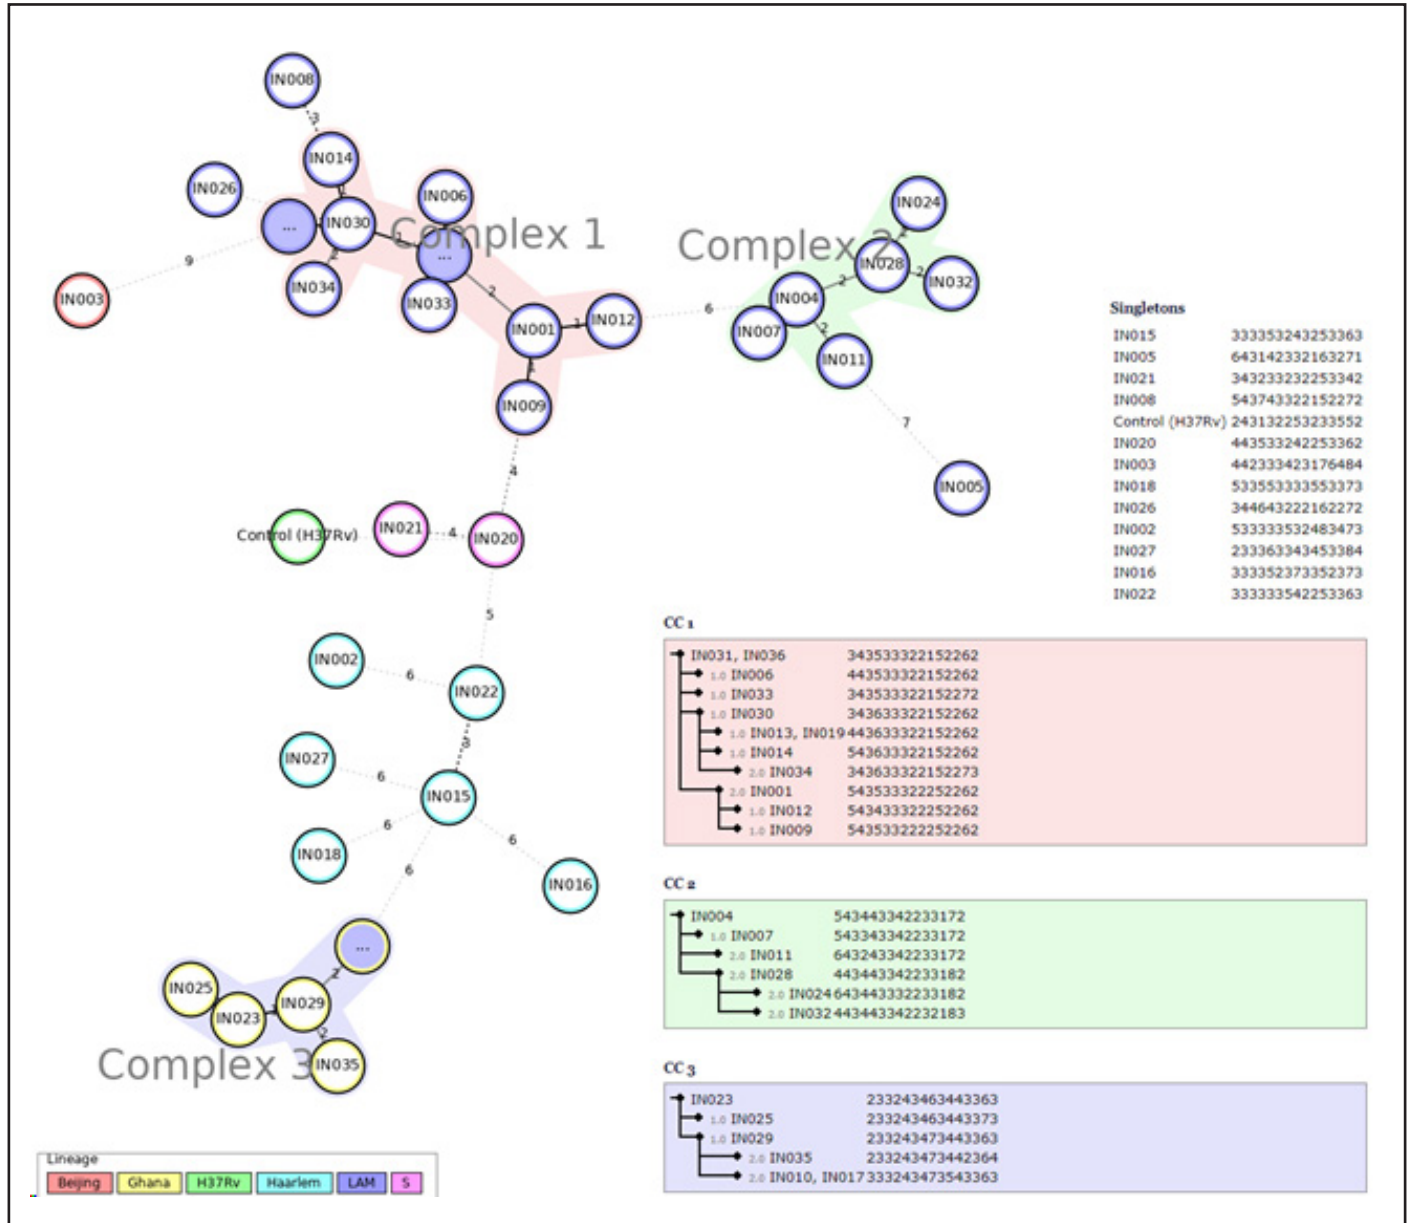 IN008
3
IN014
IN026
IN006
...
IN030
1
...
Complex 1
IN034
IN033
9
IN003
2
IN001
1
IN012
1
IN009
6
Complex 2
IN024
IN028
2
IN032
2
IN004
IN007
2
IN011
7
IN005
4
Control (H37Rv)
IN021
4
IN020
5
IN002
6
IN022
IN027
6
IN015
IN018
6
6
IN016
6
...
IN025
IN023
IN029
2
2
IN035
Complex 3
Lineage
Beijing Ghana H37Rv Haarlem LAM S
Singletons
IN015 333353243253363
IN005 643142332163271
IN021 343233232253342
IN008 543743322152272
Control (H37Rv) 243132253233552
IN020 443533242253362
IN003 442333423176484
IN018 533553333553373
IN026 344643222162272
IN002 533333532483473
IN027 233363343453384
IN016 333352373352373
IN022 333333542253363
CC 1
IN031, IN036 343533322152262
1.0 IN006 443533322152262
1.0 IN033 343533322152272
1.0 IN030 343633322152262
1.0 IN013, IN019 443633322152262
1.0 IN014 543633322152262
2.0 IN034 343633322152273
2.0 IN001 543533322252262
1.0 IN012 543433322252262
1.0 IN009 543533222252262
CC 2
IN004 543443342233172
1.0 IN007 543343342233172
2.0 IN011 643243342233172
2.0 IN028 443443342233182
2.0 IN024 643443332233182
2.0 IN032 443443342232183
CC 3
IN023 233243463443363
1.0 IN025 233243463443373
1.0 IN029 233243473443363
2.0 IN035 233243472442364
2.0 IN010, IN017 333243473543363